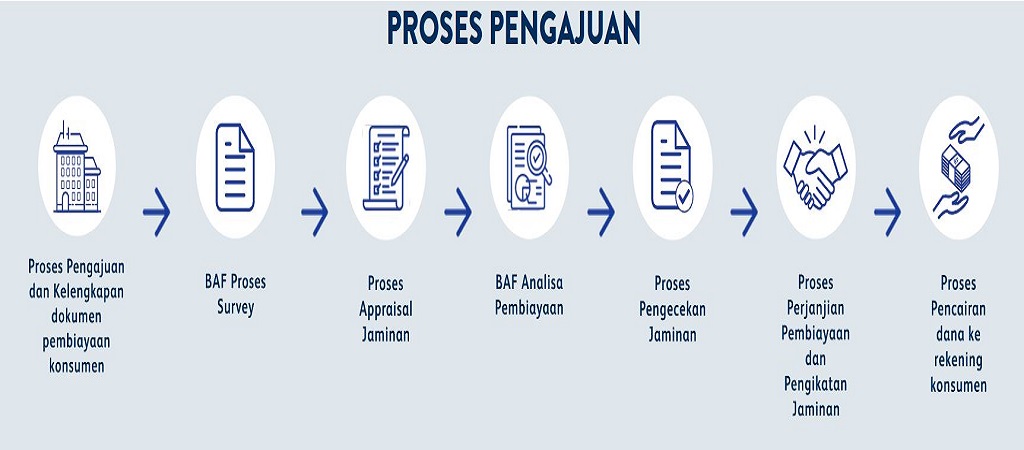 PROSES PENGAJUAN
Proses Pengajuan
dan Kelengkapan
dokumen
pembiayaan
konsumen
BAF Proses
Survey
Proses
Appraisal
Jaminan
BAF Analisa
Pembiayaan
Proses
Pengecekan
Jaminan
Proses
Perjanjian
Pembiayaan
dan
Pengikatan
Jaminan
Proses
Pencairan
dana ke
rekening
konsumen